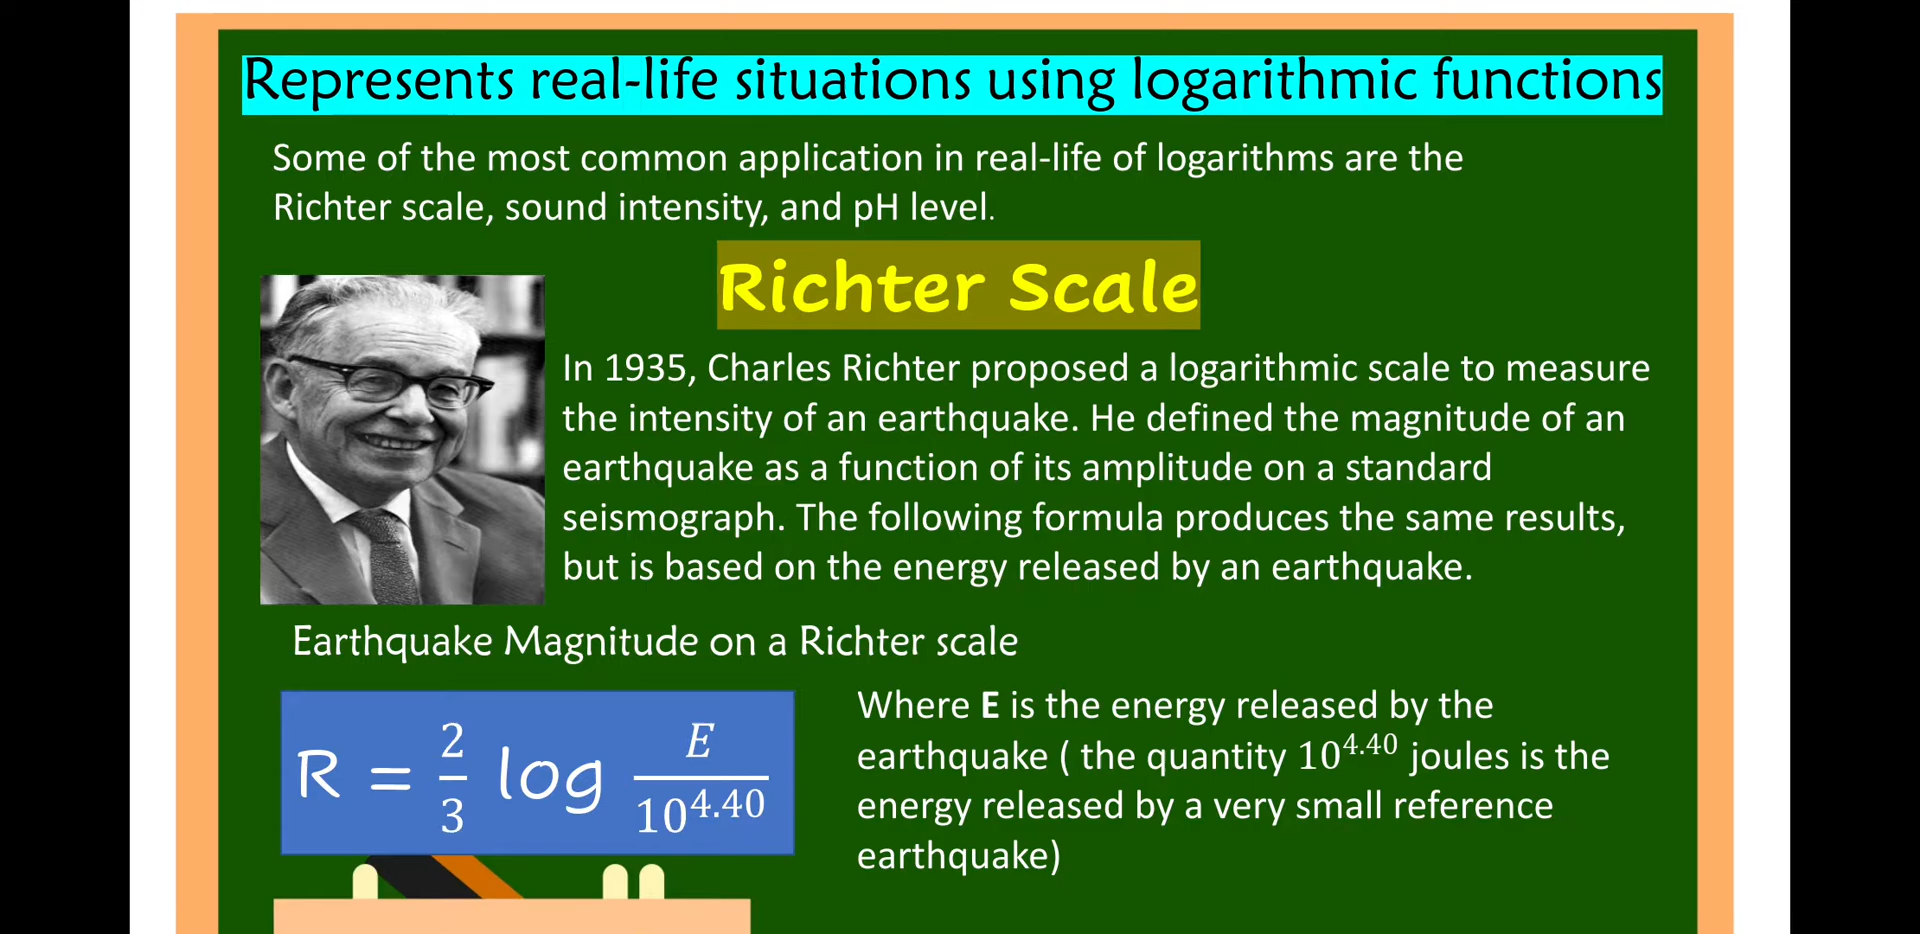 Represents real-life situations using logarithmic functions
Some of the most common application in real-life of logarithms are the
Richter scale, sound intensity, and pH level.
Richter Scale
In 1935, Charles Richter proposed a logarithmic scale to measure
the intensity of an earthquake. He defined the magnitude of an
earthquake as a function of its amplitude on a standard
seismograph. The following formula produces the same results,
but is based on the energy released by an earthquake.
Earthquake Magnitude on a Richter scale
R = 2/3 log E/10^4.40
Where E is the energy released by the
earthquake ( the quantity 10^4.40 joules is the
energy released by a very small reference
earthquake)